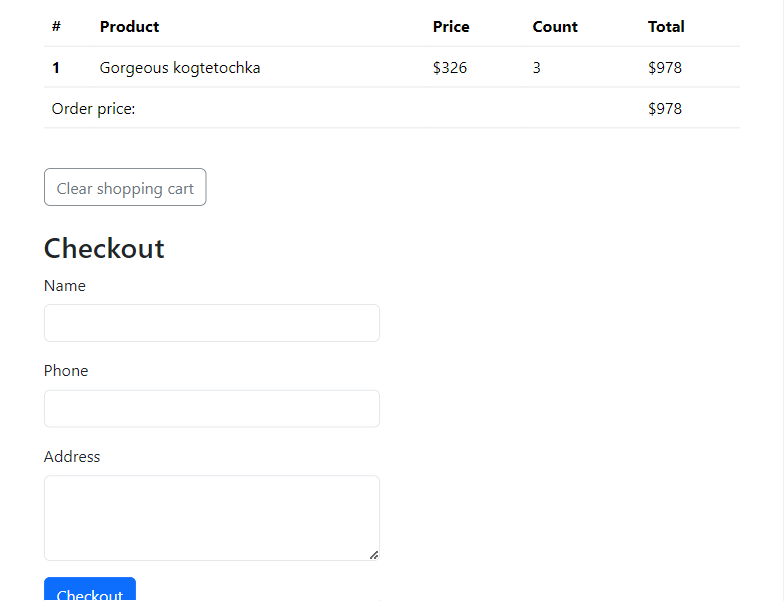 # Product Price Count Total
1 Gorgeous kogtetochka $326 3 $978
Order price: $978
Clear shopping cart
Checkout
Name
Phone
Address
Checkout